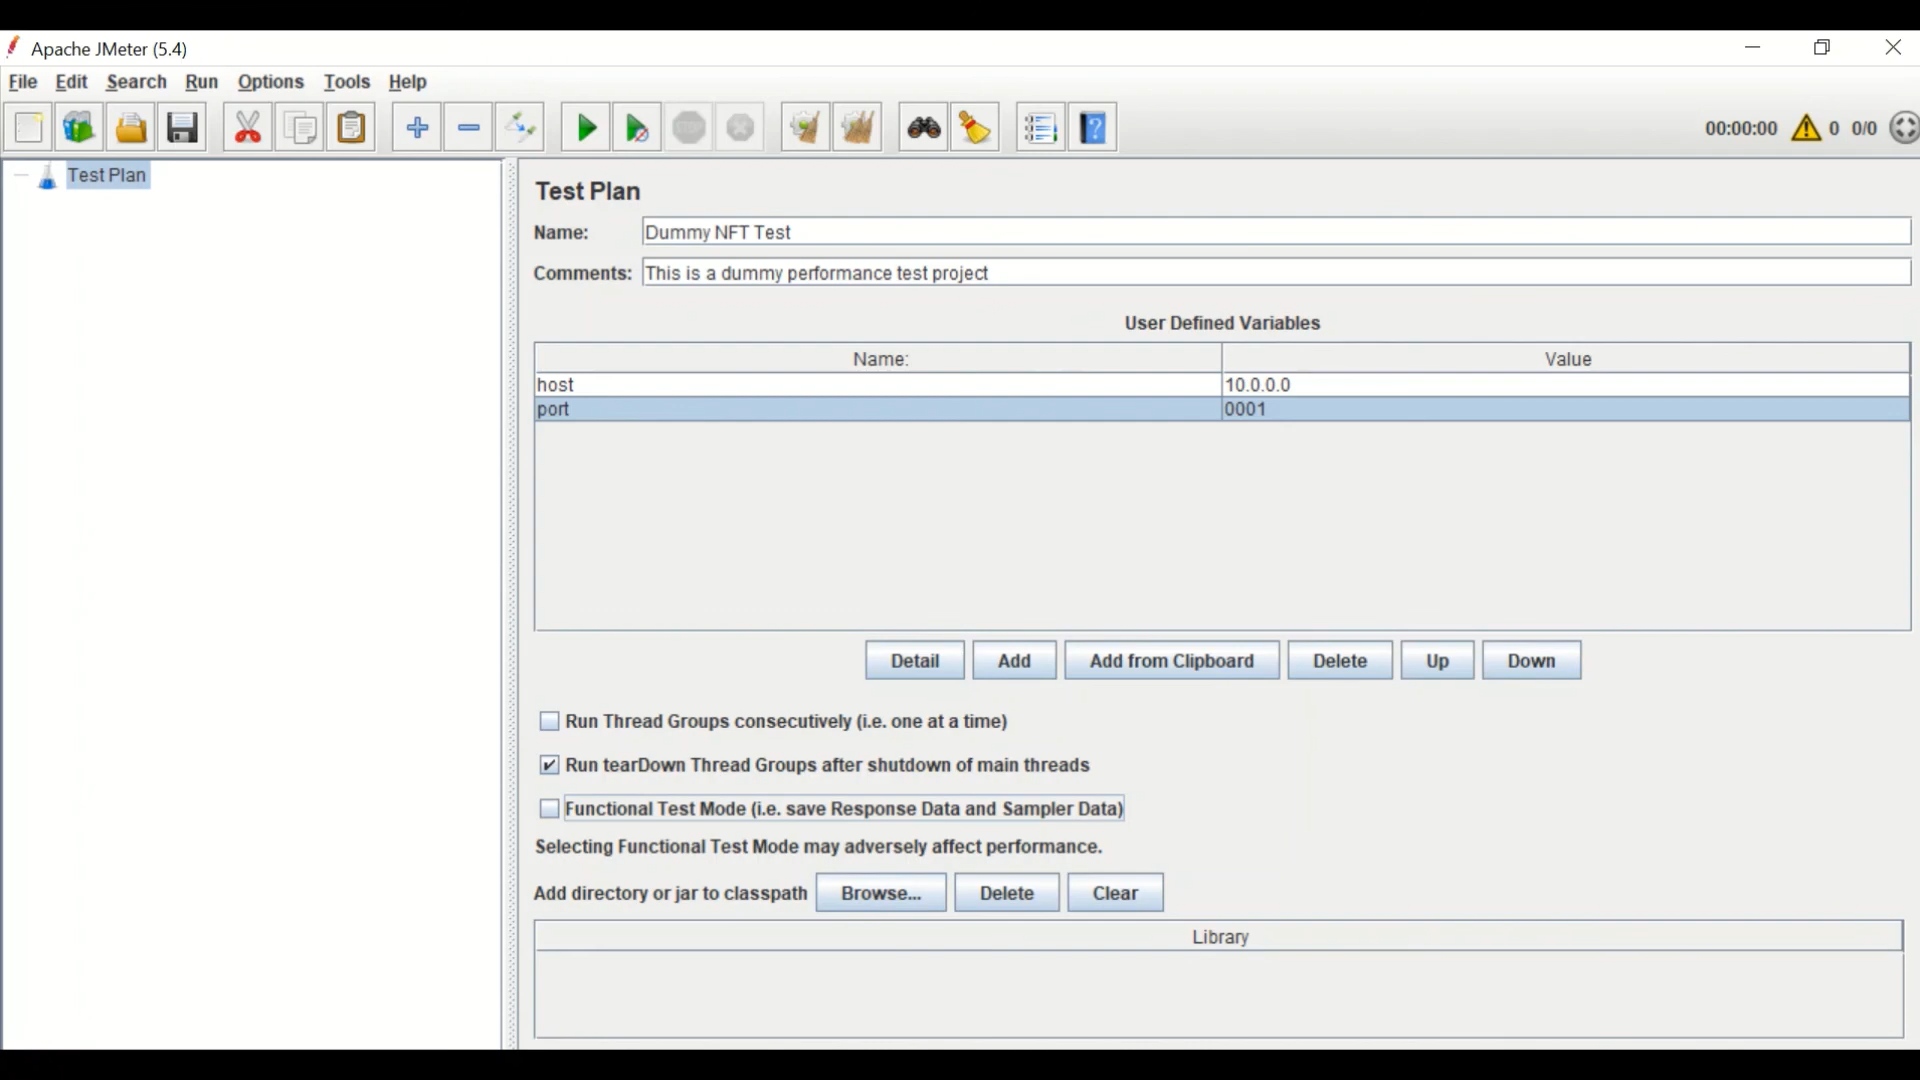 Apache JMeter (5.4)
File Edit Search Run Options Tools Help
STOP
00:00:00 0 0/0
Test Plan
Test Plan
Name: Dummy NFT Test
Comments: This is a dummy performance test project
User Defined Variables
Name: Value
host 10.0.0.0
port 0001
Detail Add Add from Clipboard Delete Up Down
Run Thread Groups consecutively (i.e. one at a time)
Run tearDown Thread Groups after shutdown of main threads
Functional Test Mode (i.e. save Response Data and Sampler Data)
Selecting Functional Test Mode may adversely affect performance.
Add directory or jar to classpath Browse... Delete Clear
Library